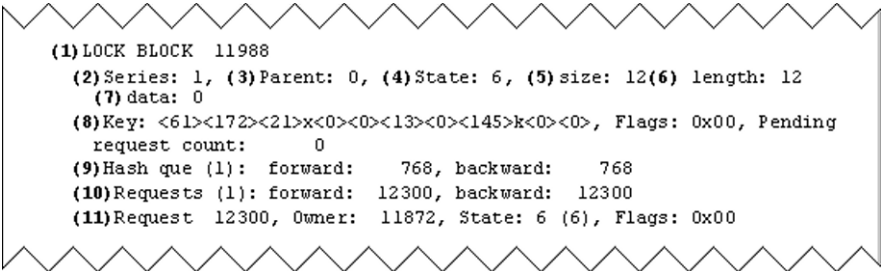 (1)LOCK BLOCK 11988
(2)Series: 1, (3)Parent: 0, (4)State: 6, (5)size: 12(6) length: 12
(7)data: 0
(8)Key: <61><172><21>x<0><0><13><0><145>k<0><0>, Flags: 0x00, Pending
request count: 0
(9)Hash que (1): forward: 768, backward: 768
(10)Requests (1): forward: 12300, backward: 12300
(11)Request 12300, Owner: 11872, State: 6 (6), Flags: 0x00